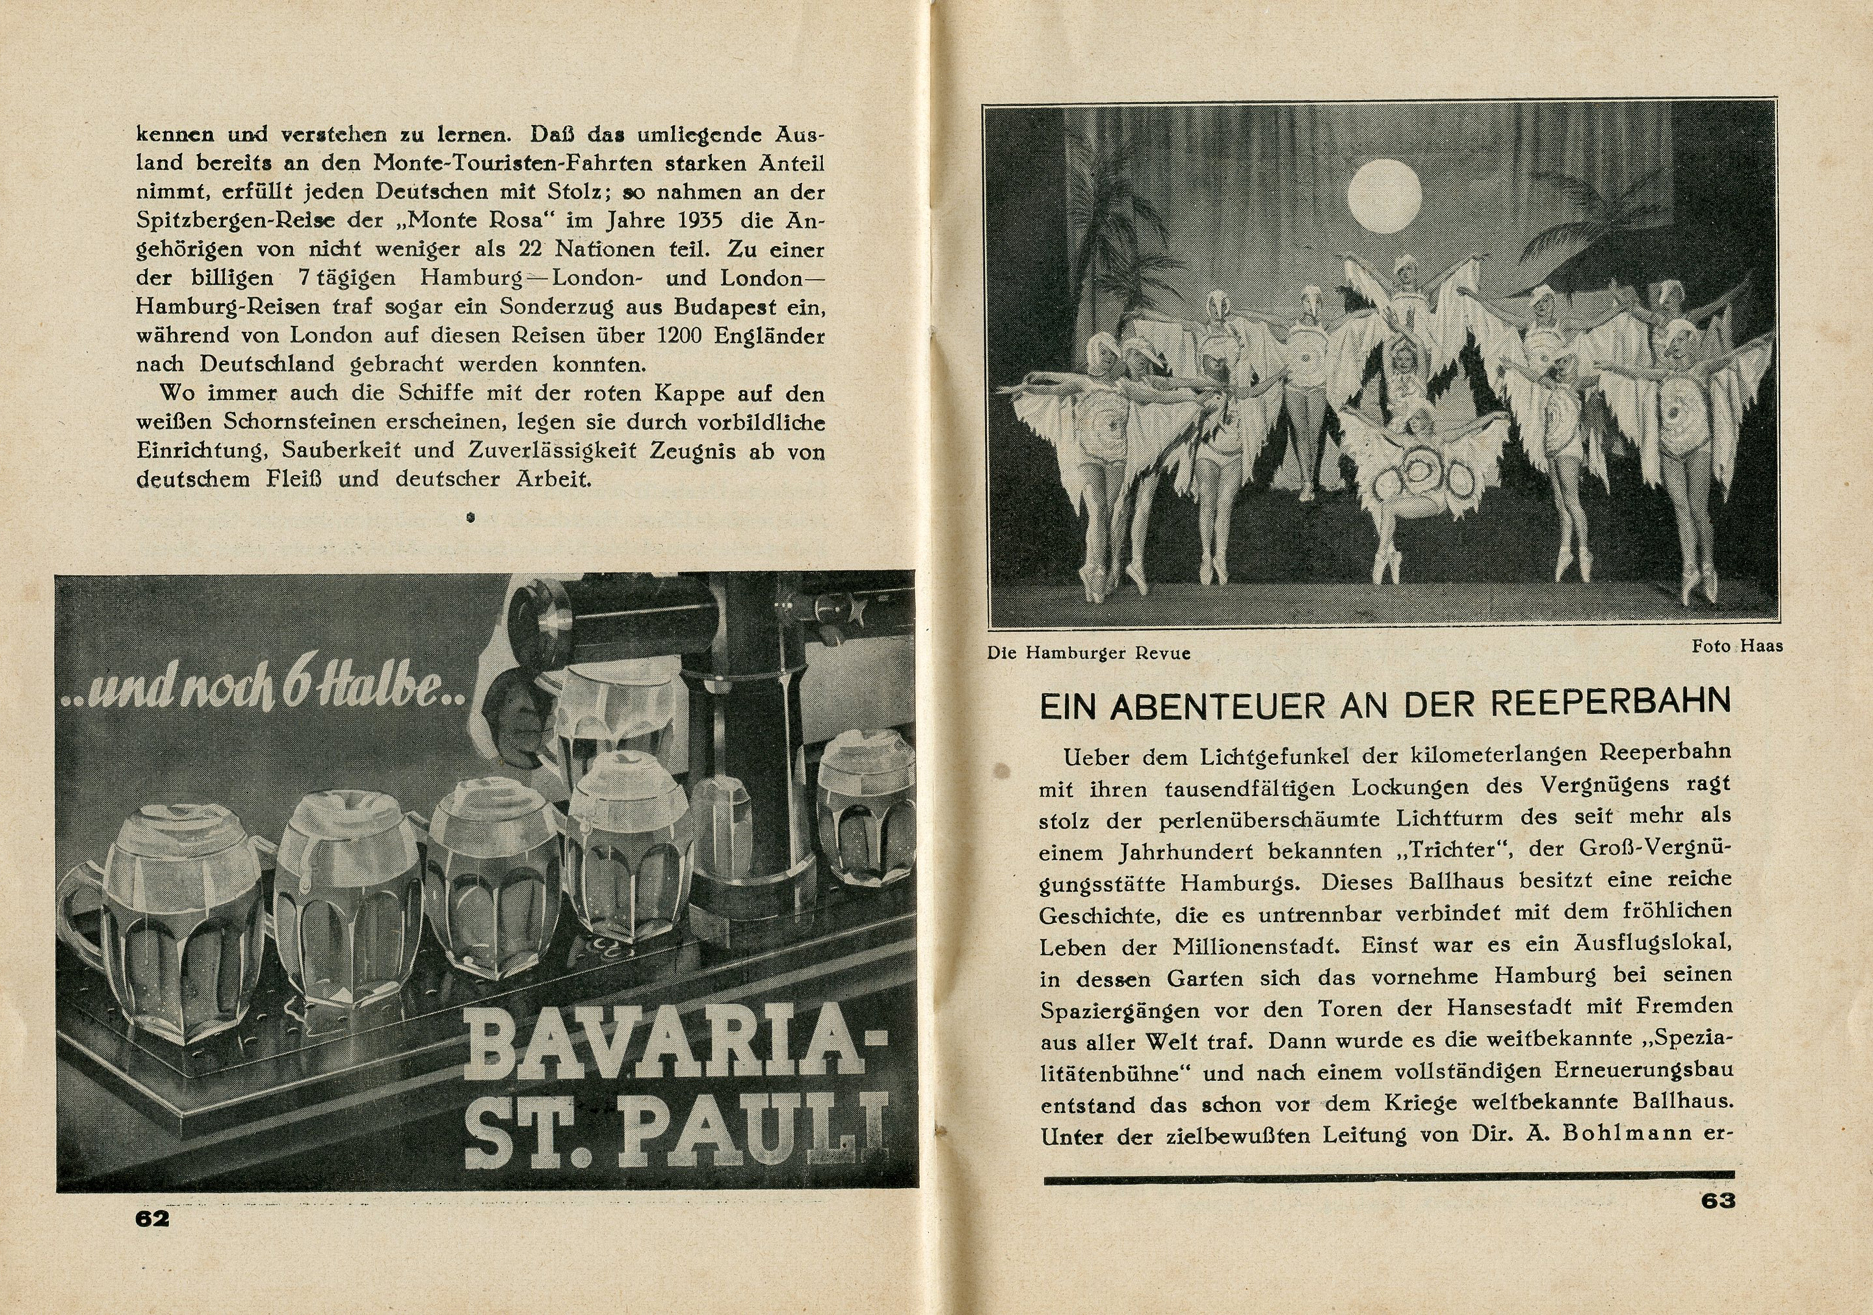 kennen und verstehen zu lernen. Daß das umliegende Aus-
land bereits an den Monte-Touristen-Fahrten starken Anteil
nimmt, erfüllt jeden Deutschen mit Stolz; so nahmen an der
Spitzbergen-Reise der „Monte Rosa“ im Jahre 1935 die An-
gehörigen von nicht weniger als 22 Nationen teil. Zu einer
der billigen 7 tägigen Hamburg—London- und London—
Hamburg-Reisen traf sogar ein Sonderzug aus Budapest ein,
während von London auf diesen Reisen über 1200 Engländer
nach Deutschland gebracht werden konnten.
Wo immer auch die Schiffe mit der roten Kappe auf den
weißen Schornsteinen erscheinen, legen sie durch vorbildliche
Einrichtung, Sauberkeit und Zuverlässigkeit Zeugnis ab von
deutschem Fleiß und deutscher Arbeit.
..und noch 6 Halbe..
BAVARIA-
ST. PAULI
62
Die Hamburger Revue
Foto Haas
EIN ABENTEUER AN DER REEPERBAHN
Ueber dem Lichtgefunkel der kilometerlangen Reeperbahn
mit ihren tausendfältigen Lockungen des Vergnügens ragt
stolz der perlenüberschäumte Lichtturm des seit mehr als
einem Jahrhundert bekannten „Trichter“, der Groß-Vergnü-
gungsstätte Hamburgs. Dieses Ballhaus besitzt eine reiche
Geschichte, die es untrennbar verbindet mit dem fröhlichen
Leben der Millionenstadt. Einst war es ein Ausflugslokal,
in dessen Garten sich das vornehme Hamburg bei seinen
Spaziergängen vor den Toren der Hansestadt mit Fremden
aus aller Welt traf. Dann wurde es die weitbekannte „Spezia-
litätenbühne“ und nach einem vollständigen Erneuerungsbau
entstand das schon vor dem Kriege weltbekannte Ballhaus.
Unter der zielbewußten Leitung von Dir. A. Bohlmann er-
63